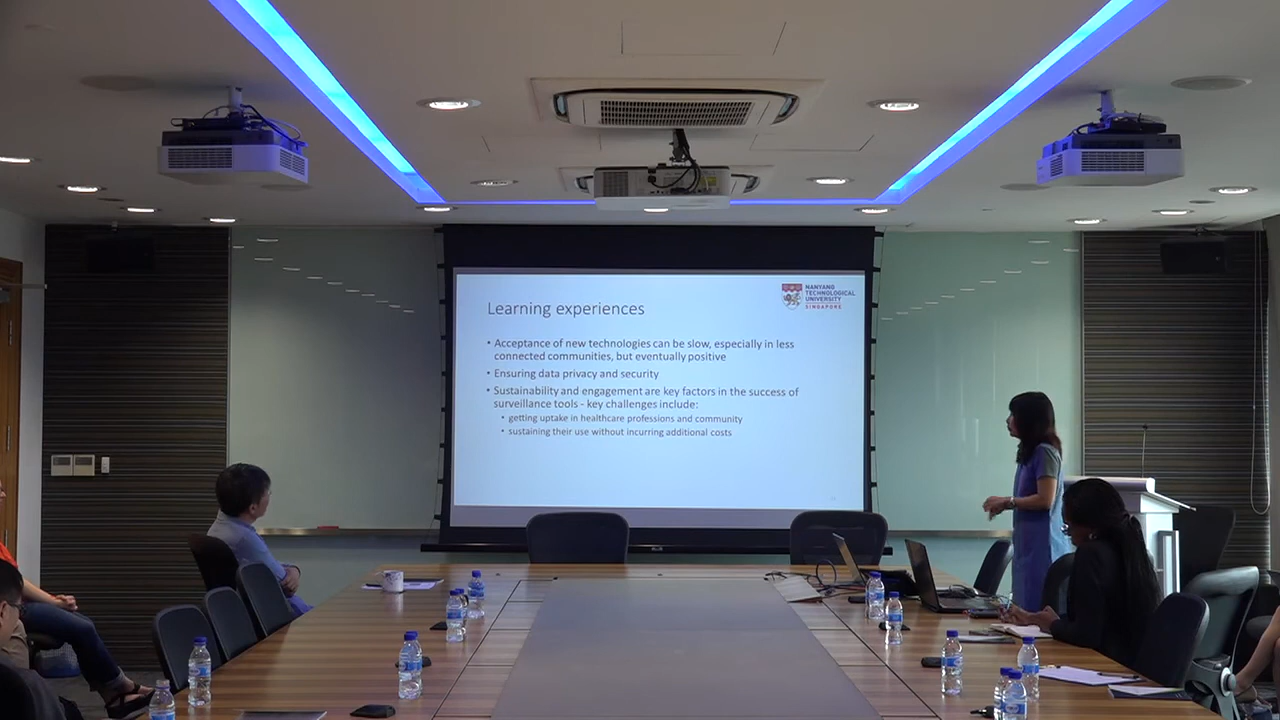 NANYANG
TECHNOLOGICAL
UNIVERSITY
SINGAPORE
Learning experiences
• Acceptance of new technologies can be slow, especially in less
connected communities, but eventually positive
• Ensuring data privacy and security
• Sustainability and engagement are key factors in the success of
surveillance tools - key challenges include:
• getting uptake in healthcare professions and community
• sustaining their use without incurring additional costs